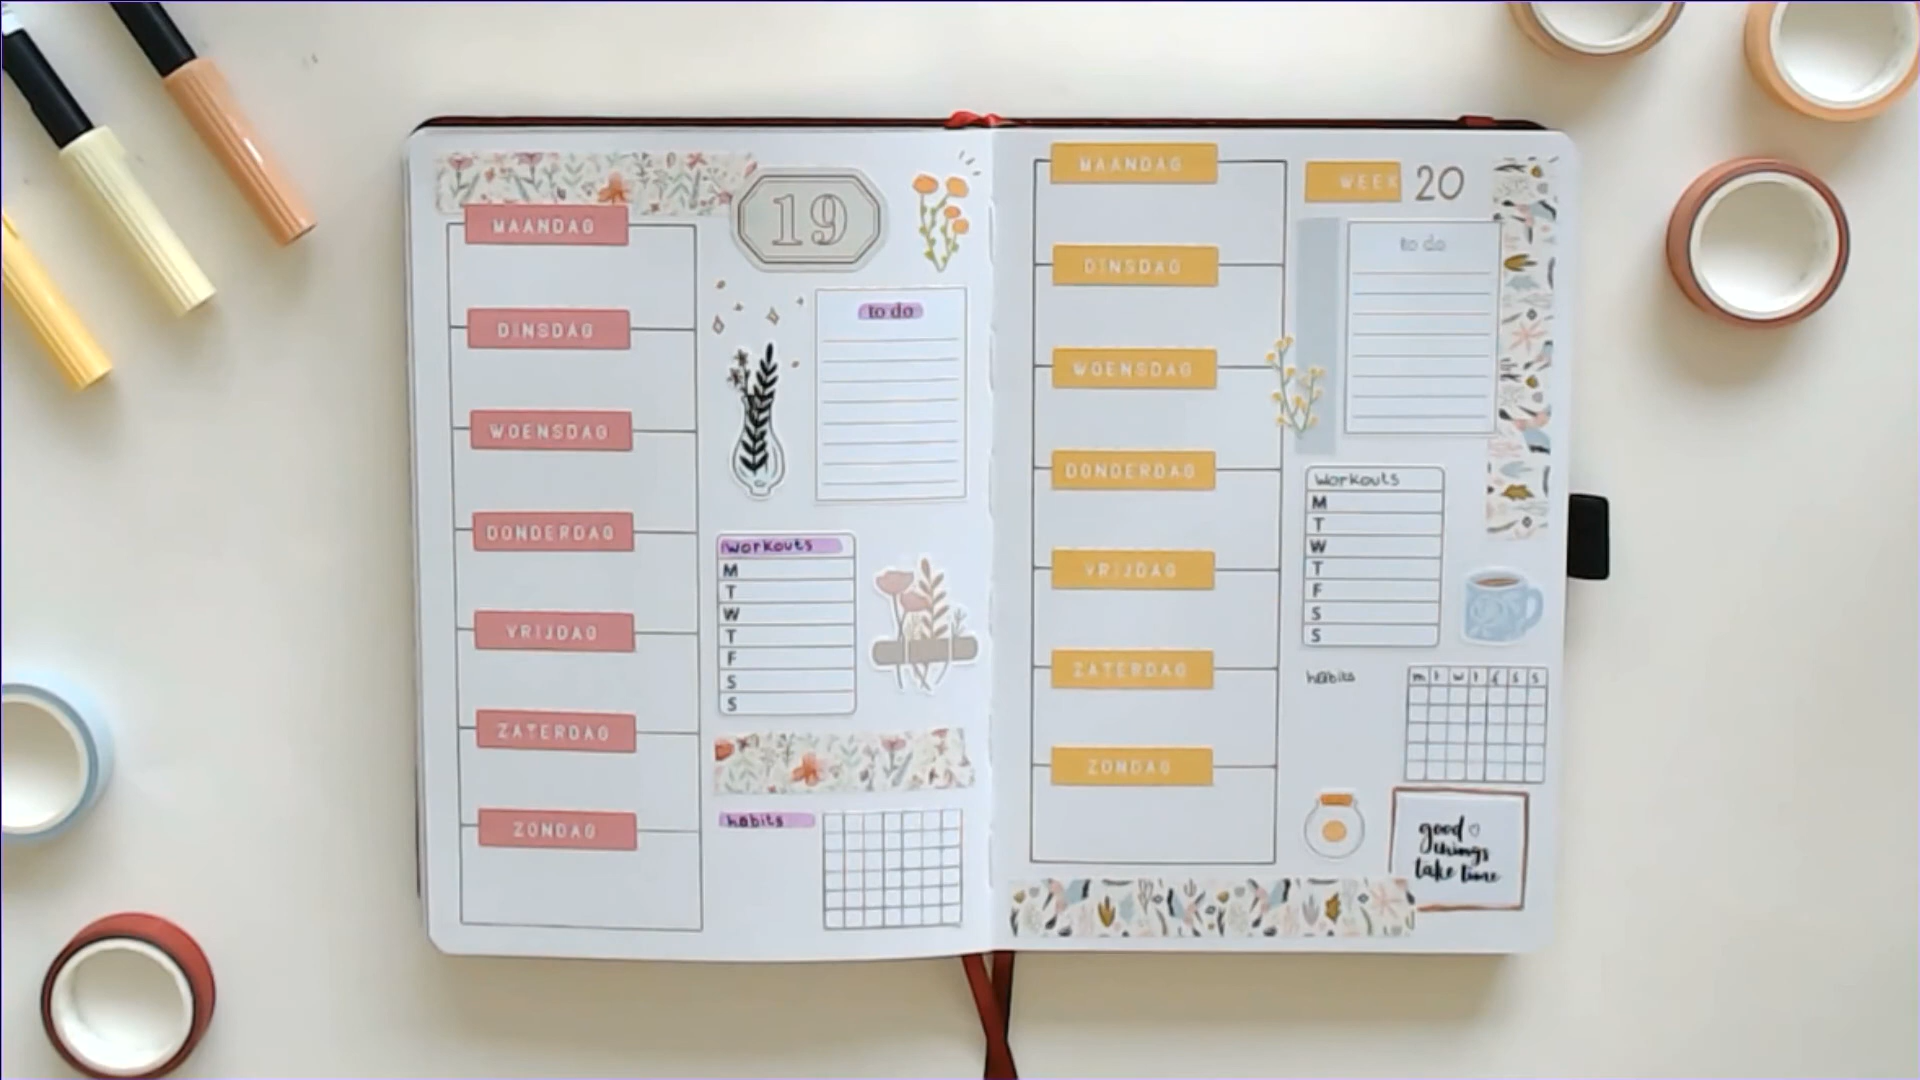 19
MAANDAG
DINSDAG
WOENSDAG
DONDERDAG
VRIJDAG
ZATERDAG
ZONDAG
to do
workouts
M
T
W
T
F
S
S
habits
MAANDAG
DINSDAG
WOENSDAG
DONDERDAG
VRIJDAG
ZATERDAG
ZONDAG
WEEK 20
to do
workouts
M
T
W
T
F
S
S
habits
m t w t f s s
good
things
take time